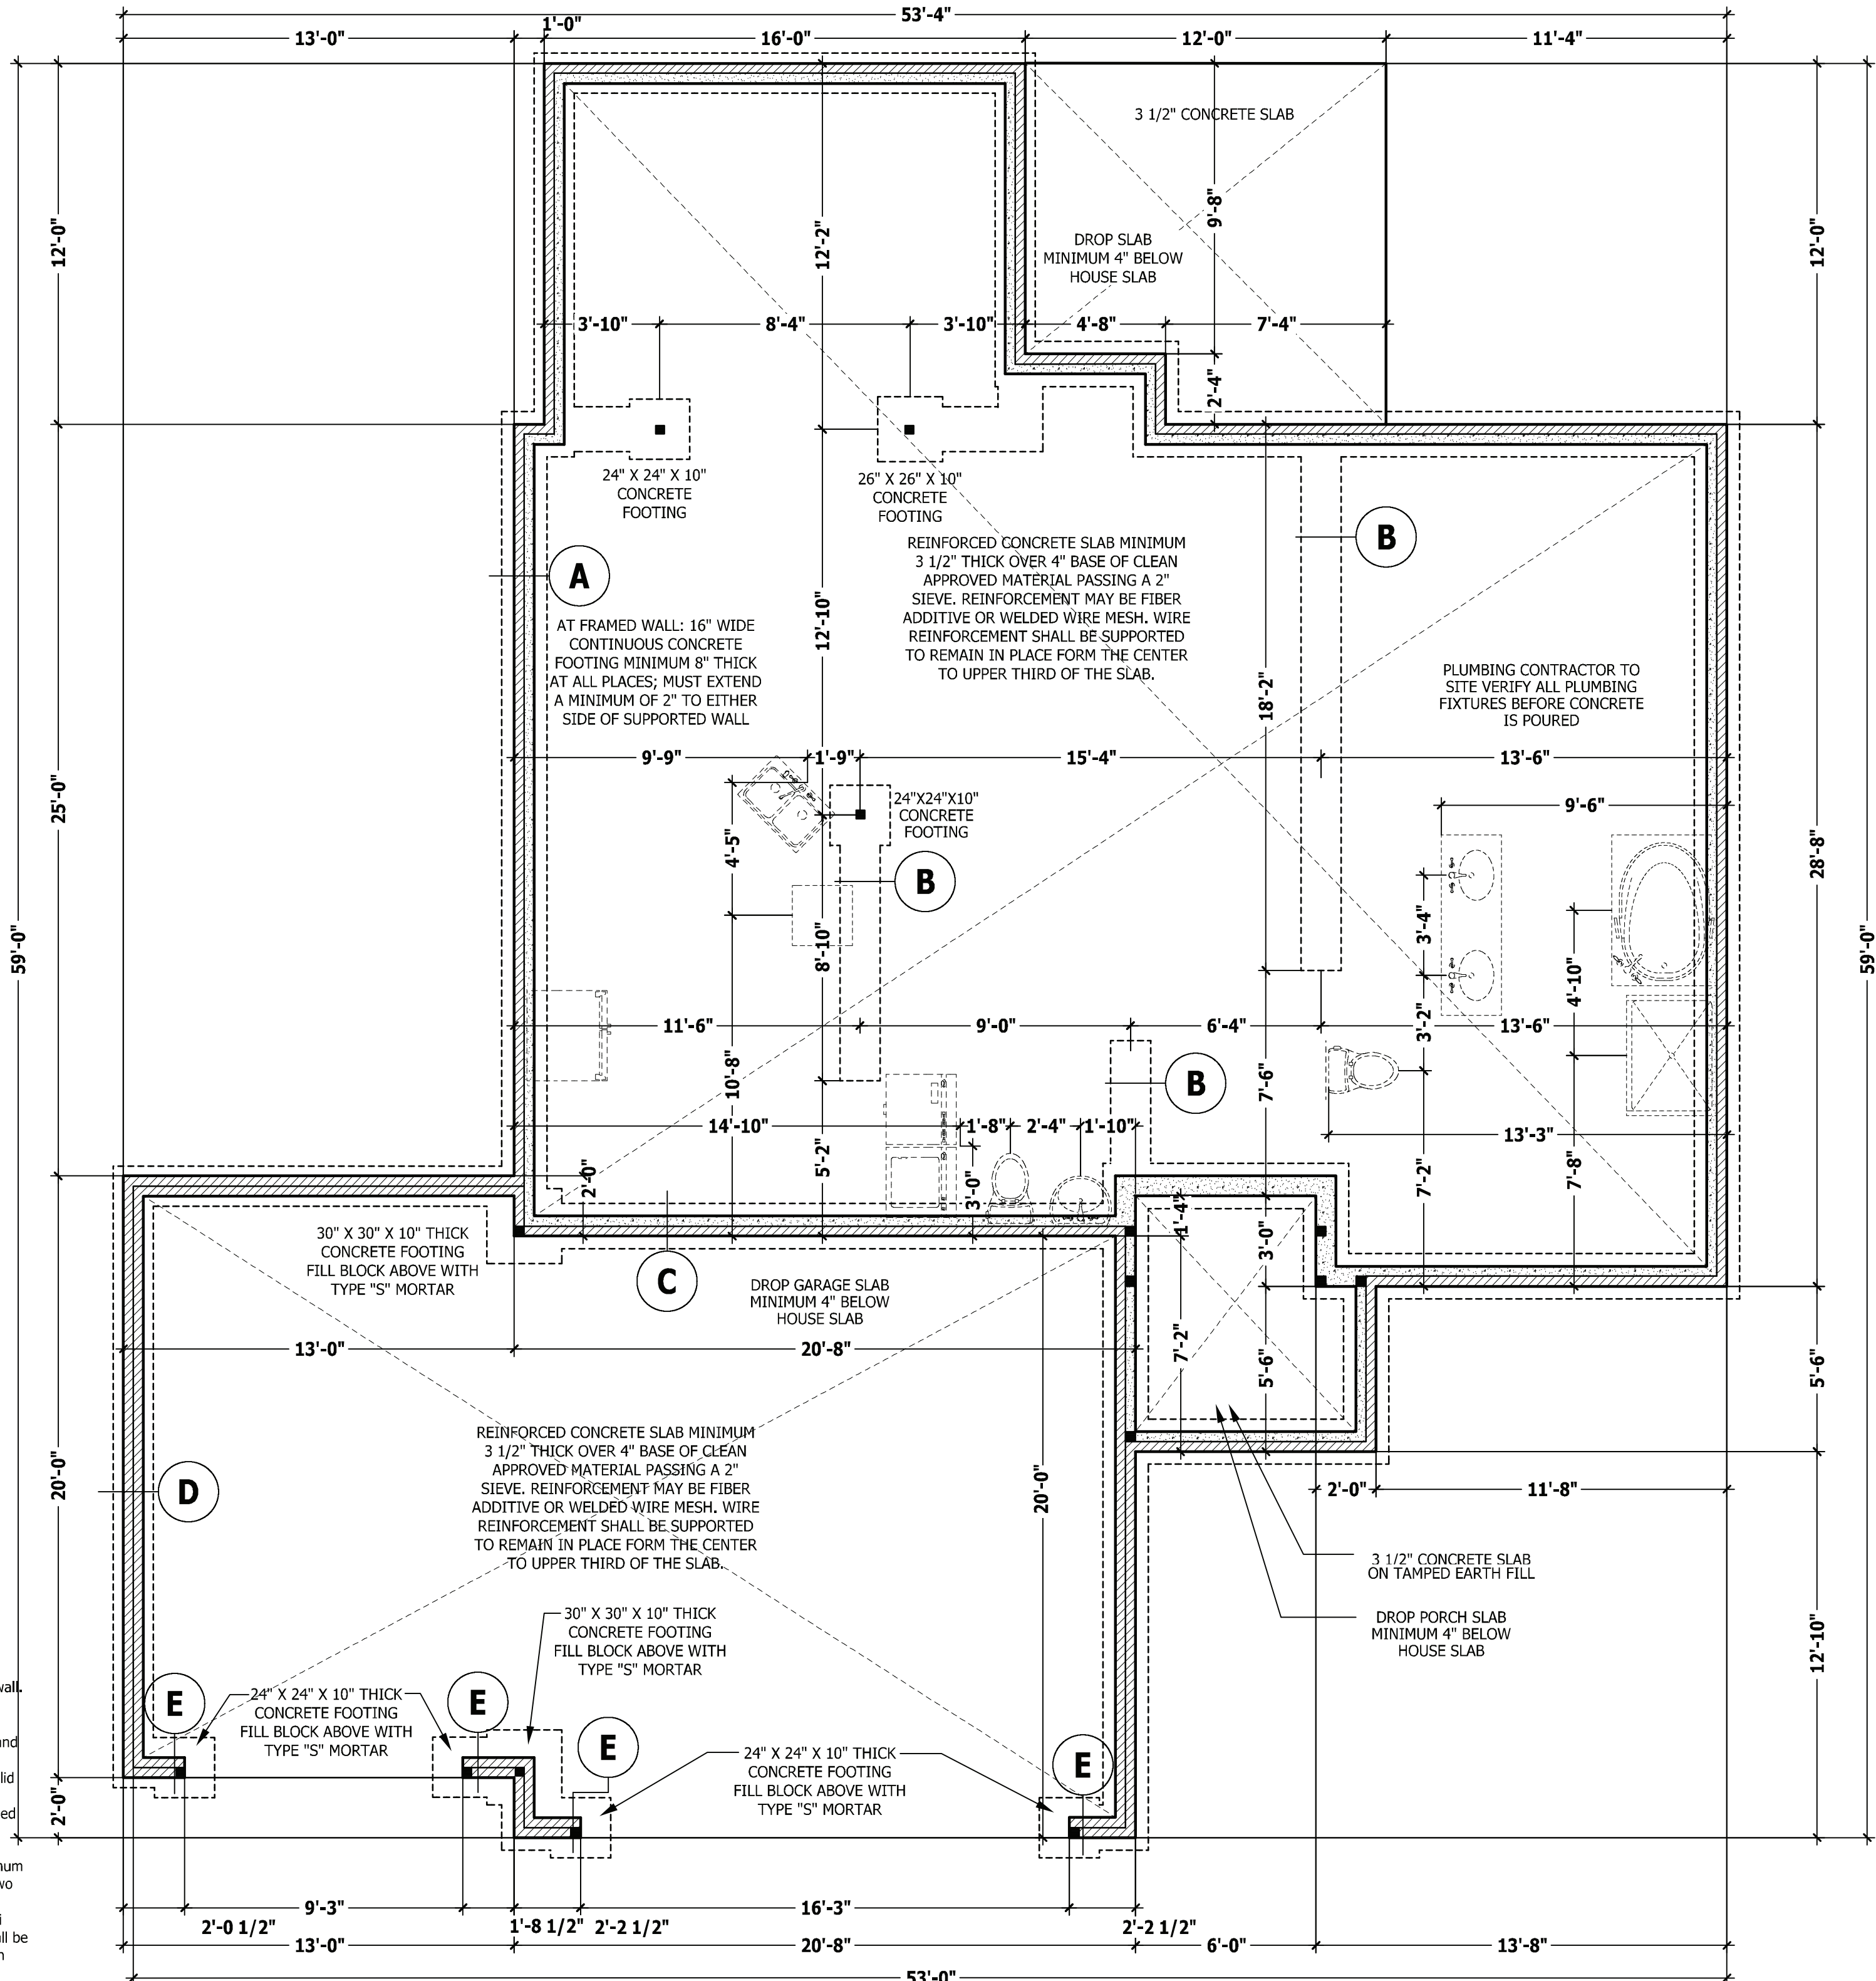 53'-4"
13'-0"
1'-0"
16'-0"
12'-0"
11'-4"
3 1/2" CONCRETE SLAB
9'-8"
12'-0"
12'-2"
12'-0"
DROP SLAB
MINIMUM 4" BELOW
HOUSE SLAB
3'-10"
8'-4"
3'-10"
4'-8"
7'-4"
2'-4"
24" X 24" X 10"
CONCRETE
FOOTING
26" X 26" X 10"
CONCRETE
FOOTING
B
A
REINFORCED CONCRETE SLAB MINIMUM
3 1/2" THICK OVER 4" BASE OF CLEAN
APPROVED MATERIAL PASSING A 2"
SIEVE. REINFORCEMENT MAY BE FIBER
ADDITIVE OR WELDED WIRE MESH. WIRE
REINFORCEMENT SHALL BE SUPPORTED
TO REMAIN IN PLACE FORM THE CENTER
TO UPPER THIRD OF THE SLAB.
AT FRAMED WALL: 16" WIDE
CONTINUOUS CONCRETE
FOOTING MINIMUM 8" THICK
AT ALL PLACES; MUST EXTEND
A MINIMUM OF 2" TO EITHER
SIDE OF SUPPORTED WALL
12'-10"
18'-2"
PLUMBING CONTRACTOR TO
SITE VERIFY ALL PLUMBING
FIXTURES BEFORE CONCRETE
IS POURED
9'-9"
1'-9"
15'-4"
13'-6"
25'-0"
9'-6"
24"X24"X10"
CONCRETE
FOOTING
4'-5"
28'-8"
B
59'-0"
8'-10"
3'-4"
4'-10"
59'-0"
11'-6"
9'-0"
6'-4"
3'-2"
13'-6"
10'-8"
7'-6"
B
14'-10"
1'-8"
2'-4"
1'-10"
13'-3"
5'-2"
2'-0"
3'-0"
7'-2"
7'-8"
1'-4"
3'-0"
30" X 30" X 10" THICK
CONCRETE FOOTING
FILL BLOCK ABOVE WITH
TYPE "S" MORTAR
C
DROP GARAGE SLAB
MINIMUM 4" BELOW
HOUSE SLAB
13'-0"
20'-8"
7'-2"
5'-6"
5'-6"
REINFORCED CONCRETE SLAB MINIMUM
3 1/2" THICK OVER 4" BASE OF CLEAN
APPROVED MATERIAL PASSING A 2"
SIEVE. REINFORCEMENT MAY BE FIBER
ADDITIVE OR WELDED WIRE MESH. WIRE
REINFORCEMENT SHALL BE SUPPORTED
TO REMAIN IN PLACE FORM THE CENTER
TO UPPER THIRD OF THE SLAB.
20'-0"
D
20'-0"
2'-0"
11'-8"
3 1/2" CONCRETE SLAB
ON TAMPED EARTH FILL
DROP PORCH SLAB
MINIMUM 4" BELOW
HOUSE SLAB
12'-10"
30" X 30" X 10" THICK
CONCRETE FOOTING
FILL BLOCK ABOVE WITH
TYPE "S" MORTAR
wall.
E
24" X 24" X 10" THICK
CONCRETE FOOTING
FILL BLOCK ABOVE WITH
TYPE "S" MORTAR
E
E
24" X 24" X 10" THICK
CONCRETE FOOTING
FILL BLOCK ABOVE WITH
TYPE "S" MORTAR
E
and
2'-0"
9'-3"
16'-3"
2'-0 1/2"
1'-8 1/2"
2'-2 1/2"
2'-2 1/2"
13'-0"
20'-8"
6'-0"
13'-8"
be
53'-0"